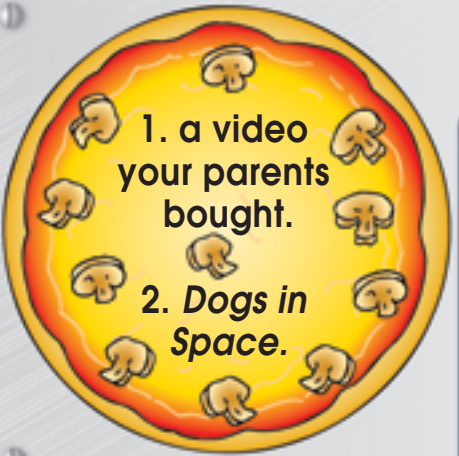 1. a video
your parents
bought.
2. Dogs in
Space.